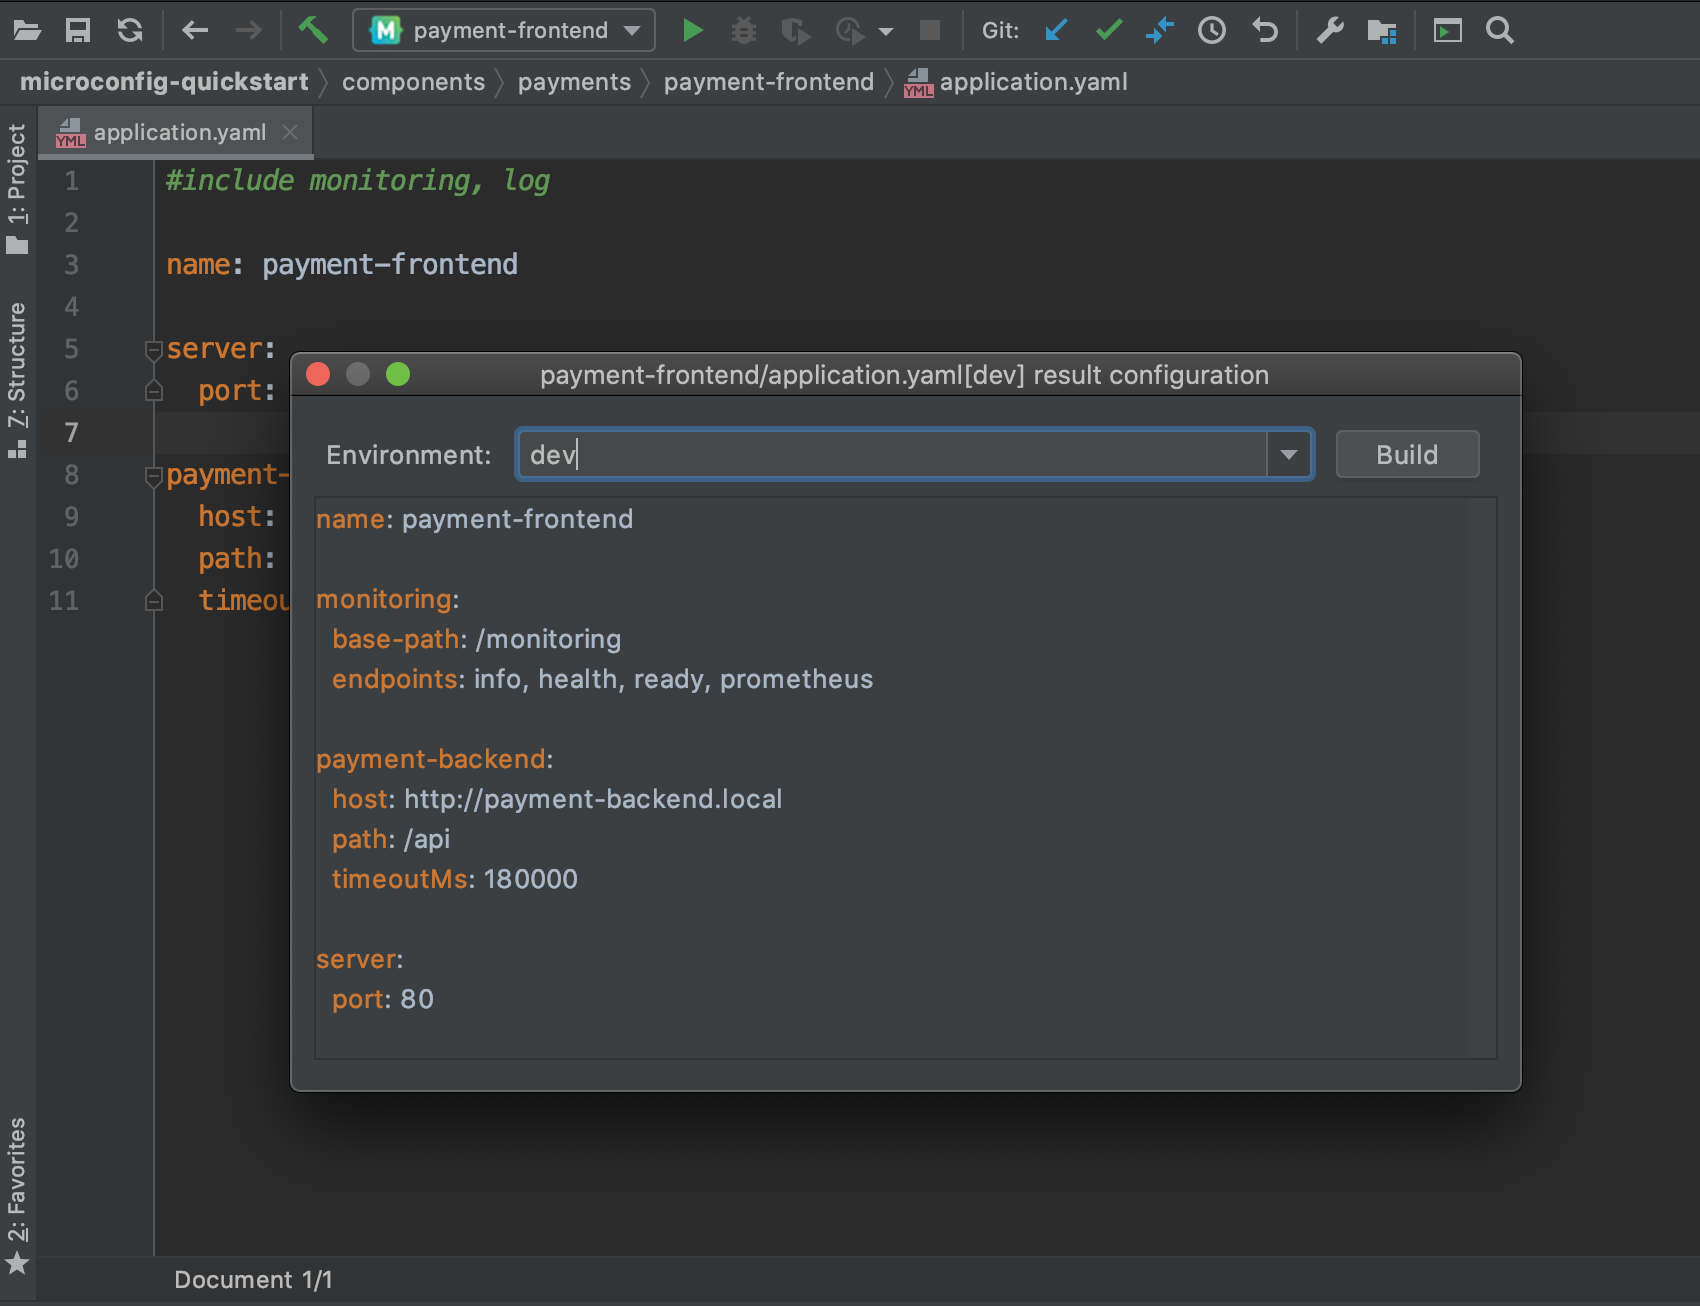 M payment-frontend Git:
microconfig-quickstart components payments payment-frontend YML application.yaml
YML application.yaml
1: Project
7: Structure
2: Favorites
1 #include monitoring, log
2
3 name: payment-frontend
4
5 server:
6 port:
7
8 payment-
9 host:
10 path:
11 timeou
payment-frontend/application.yaml[dev] result configuration
Environment: dev Build
name: payment-frontend
monitoring:
base-path: /monitoring
endpoints: info, health, ready, prometheus
payment-backend:
host: http://payment-backend.local
path: /api
timeoutMs: 180000
server:
port: 80
Document 1/1